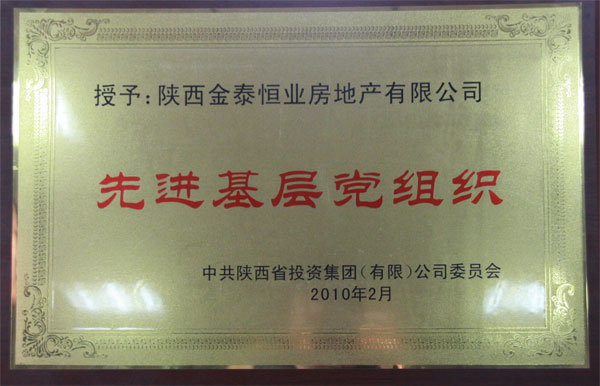 授予：陕西金泰恒业房地产有限公司
先进基层党组织
中共陕西省投资集团（有限）公司委员会
2010年2月